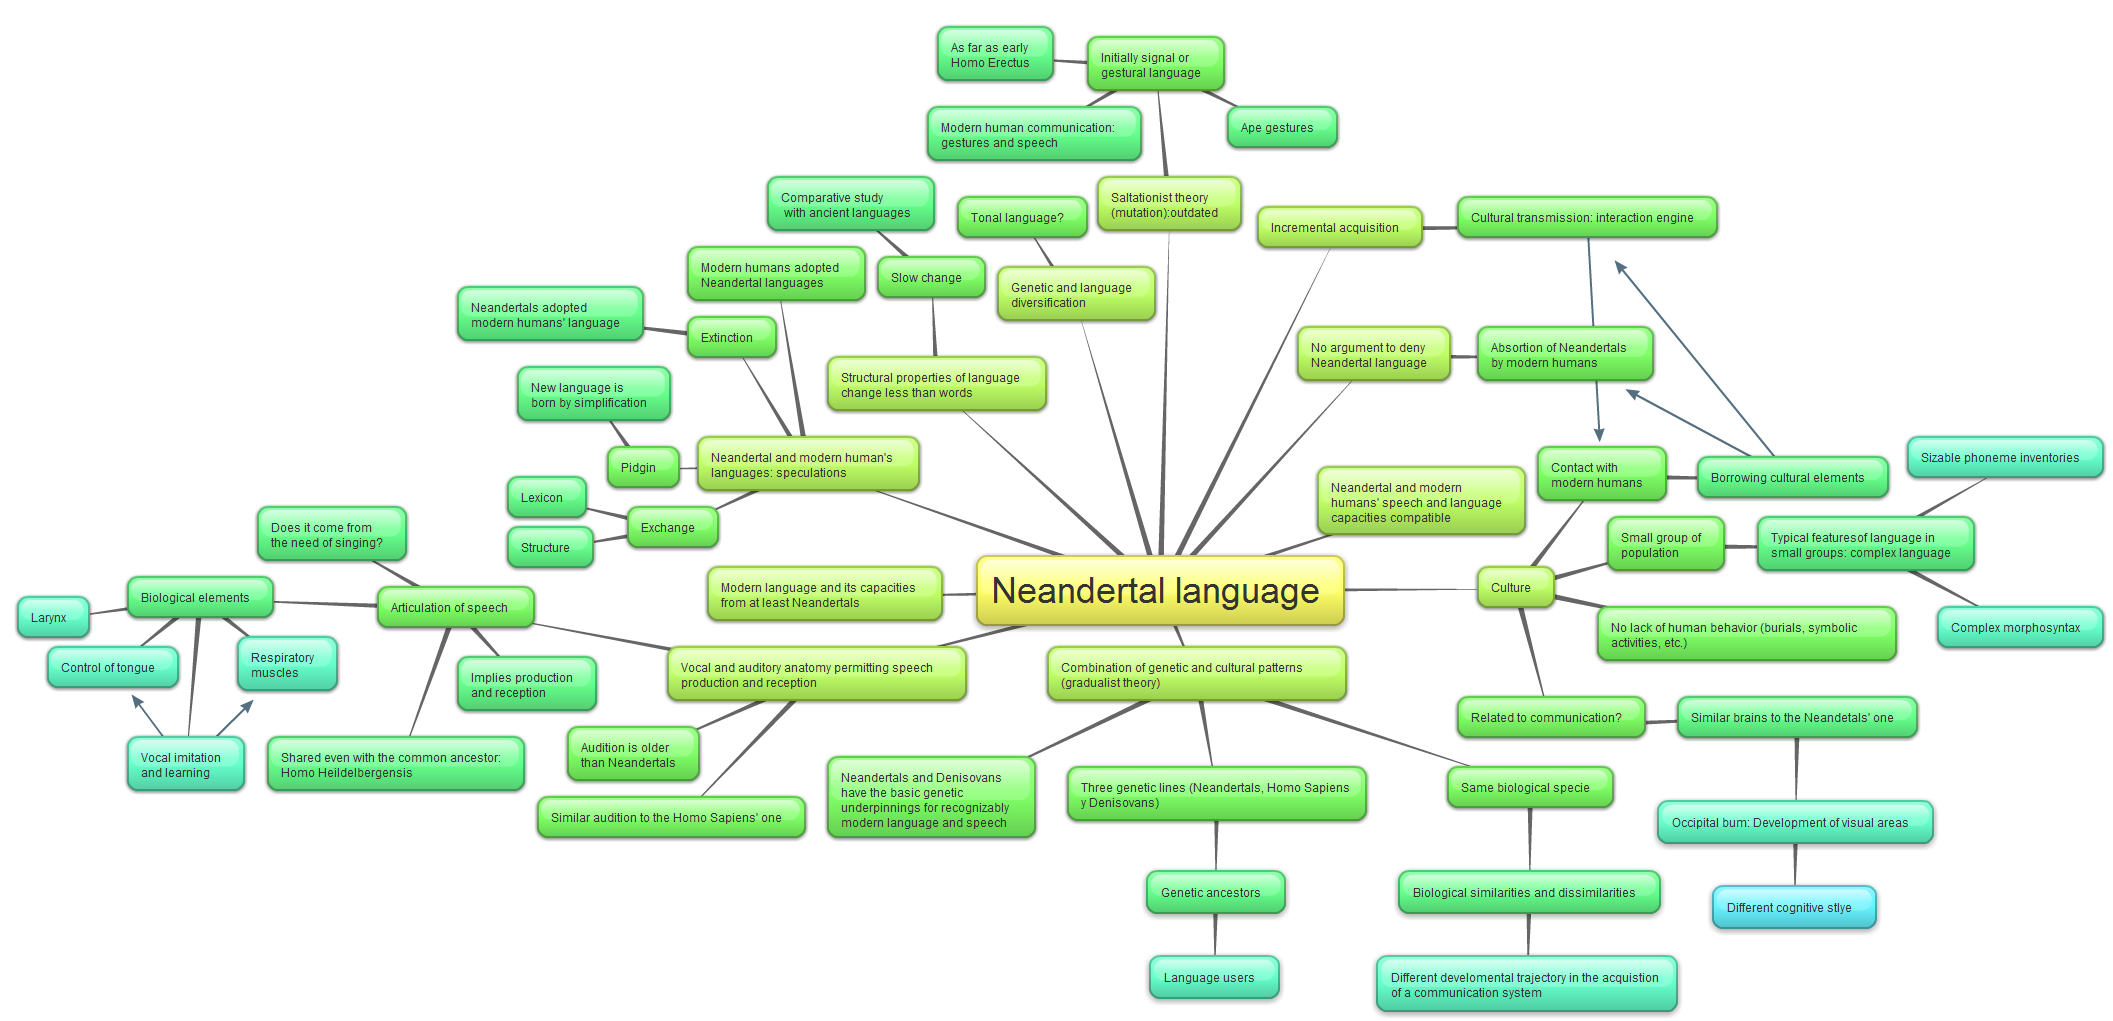 As far as early
Homo Erectus
Initially signal or
gestural language
Modern human communication:
gestures and speech
Ape gestures
Comparative study
with ancient languages
Tonal language?
Saltationist theory
(mutation):outdated
Incremental acquisition
Cultural transmission: interaction engine
Modern humans adopted
Neandertal languages
Slow change
Genetic and language
diversification
Neandertals adopted
modern humans' language
Extinction
No argument to deny
Neandertal language
Absortion of Neandertals
by modern humans
New language is
born by simplification
Structural properties of language
change less than words
Pidgin
Neandertal and modern human's
languages: speculations
Contact with
modern humans
Borrowing cultural elements
Sizable phoneme inventories
Lexicon
Exchange
Structure
Neandertal and modern
humans' speech and language
capacities compatible
Small group of
population
Typical featuresof language in
small groups: complex language
Does it come from
the need of singing?
Neandertal language
Culture
Modern language and its capacities
from at least Neandertals
Biological elements
Articulation of speech
Larynx
No lack of human behavior (burials, symbolic
activities, etc.)
Complex morphosyntax
Control of tongue
Respiratory
muscles
Implies production
and reception
Vocal and auditory anatomy permitting speech
production and reception
Combination of genetic and cultural patterns
(gradualist theory)
Related to communication?
Similar brains to the Neandetals' one
Vocal imitation
and learning
Shared even with the common ancestor:
Homo Heildelbergensis
Audition is older
than Neandertals
Similar audition to the Homo Sapiens' one
Neandertals and Denisovans
have the basic genetic
underpinnings for recognizably
modern language and speech
Three genetic lines (Neandertals, Homo Sapiens
y Denisovans)
Same biological specie
Occipital bum: Development of visual areas
Genetic ancestors
Biological similarities and dissimilarities
Different cognitive stlye
Language users
Different develomental trajectory in the acquistion
of a communication system